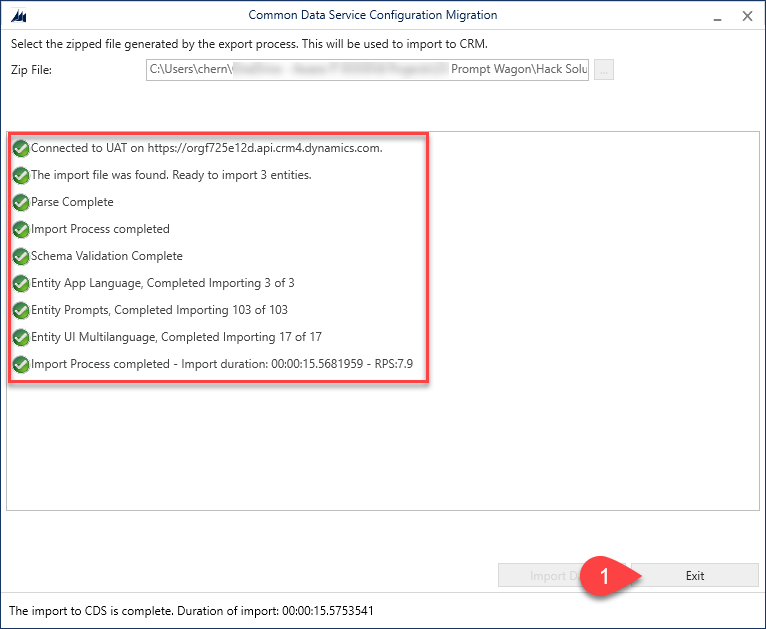 Common Data Service Configuration Migration
Select the zipped file generated by the export process. This will be used to import to CRM.
Zip File: C:\Users\chern\ Prompt Wagon\Hack Solu ...
Connected to UAT on https://orgf725e12d.api.crm4.dynamics.com.
The import file was found. Ready to import 3 entities.
Parse Complete
Import Process completed
Schema Validation Complete
Entity App Language, Completed Importing 3 of 3
Entity Prompts, Completed Importing 103 of 103
Entity UI Multilanguage, Completed Importing 17 of 17
Import Process completed - Import duration: 00:00:15.5681959 - RPS:7.9
Import D 1 Exit
The import to CDS is complete. Duration of import: 00:00:15.5753541